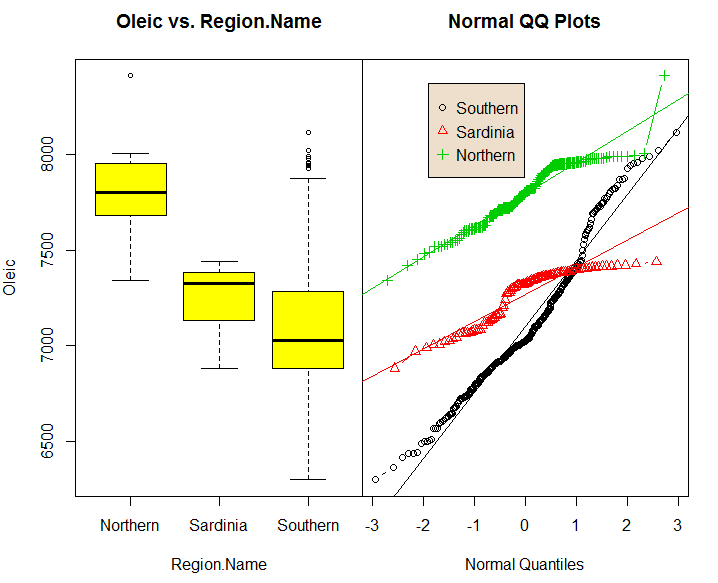 Oleic vs. Region.Name
Normal QQ Plots
Oleic
8000
7500
7000
6500
Northern Sardinia Southern
Region.Name
Southern
Sardinia
Northern
-3 -2 -1 0 1 2 3
Normal Quantiles